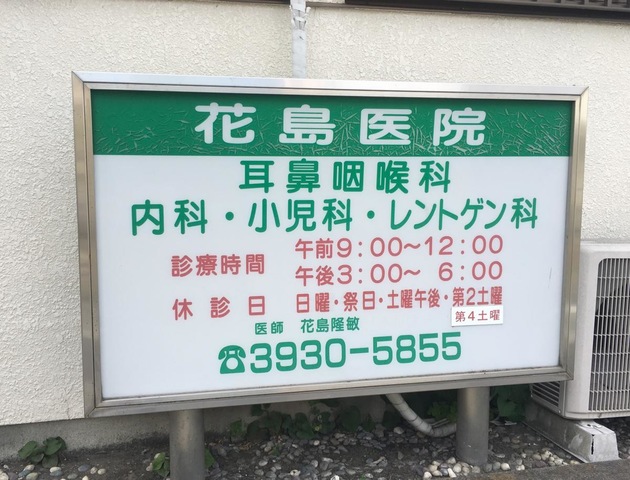 花島医院
耳鼻咽喉科
内科・小児科・レントゲン科
診療時間 午前9:00～12:00
午後3:00～ 6:00
休診日 日曜・祭日・土曜午後・第2土曜
第4土曜
医師 花島隆敏
☎3930-5855